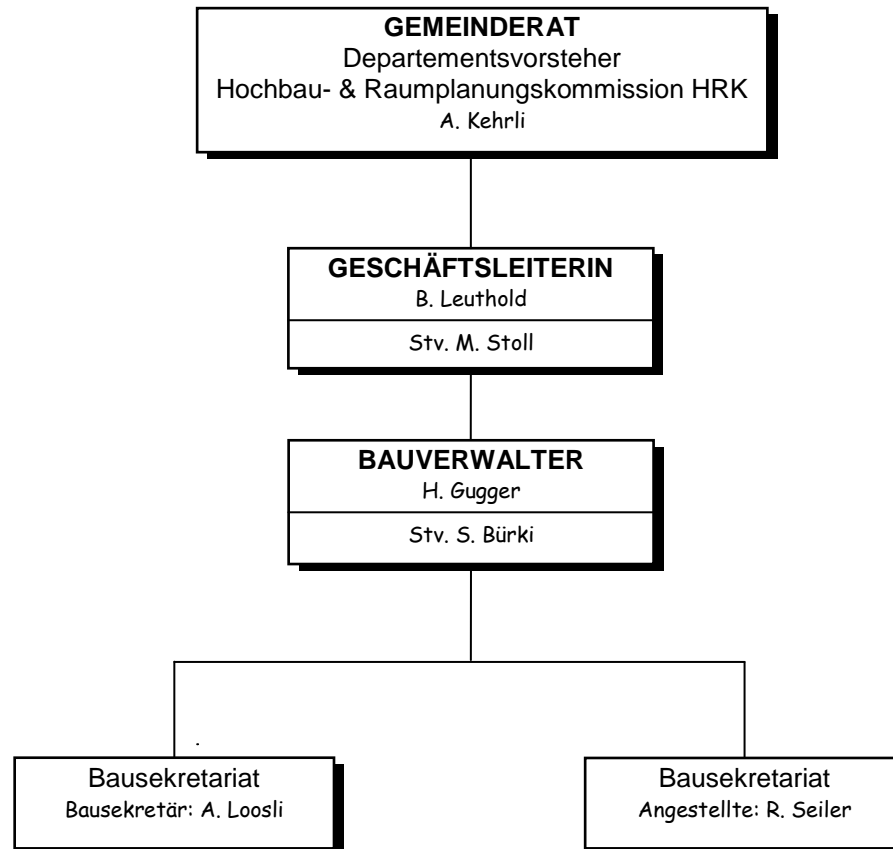 GEMEINDERAT
Departementsvorsteher
Hochbau- & Raumplanungskommission HRK
A. Kehrli
GESCHÄFTSLEITERIN
B. Leuthold
Stv. M. Stoll
BAUVERWALTER
H. Gugger
Stv. S. Bürki
.
Bausekretariat
Bausekretär: A. Loosli
Bausekretariat
Angestellte: R. Seiler